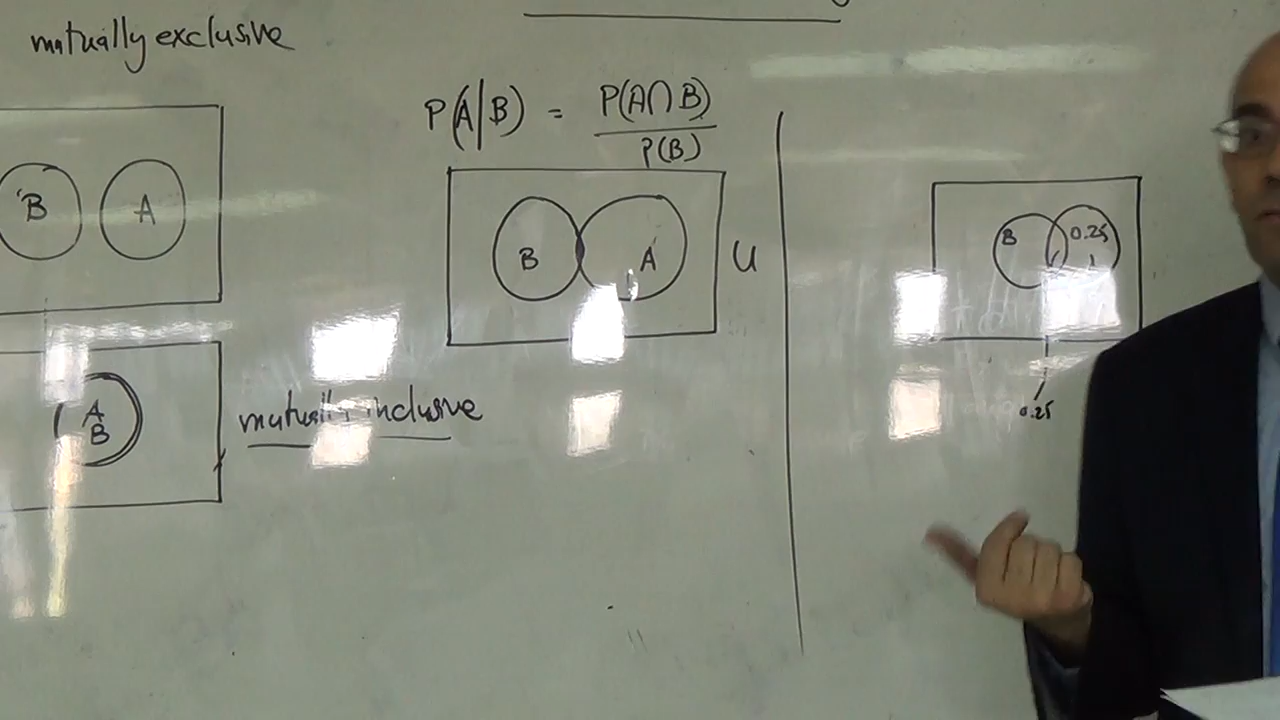 mutually exclusive
P(A|B) = P(A∩B)
P(B)
B A
B A U
B 0.25
A
B
mutually inclusive
0.25